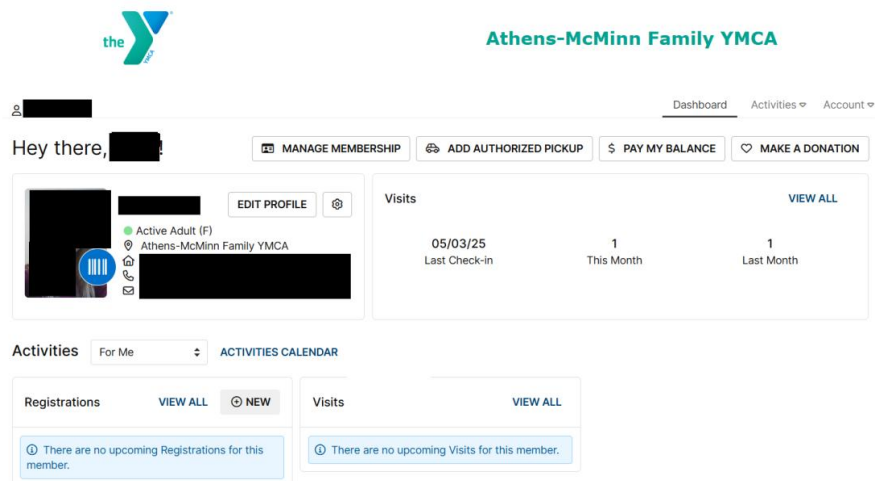 the
YMCA
Athens-McMinn Family YMCA
Dashboard Activities Account
Hey there, !
MANAGE MEMBERSHIP ADD AUTHORIZED PICKUP $ PAY MY BALANCE MAKE A DONATION
EDIT PROFILE
Active Adult (F)
Athens-McMinn Family YMCA
Visits VIEW ALL
05/03/25 1 1
Last Check-in This Month Last Month
Activities For Me ACTIVITIES CALENDAR
Registrations VIEW ALL NEW
There are no upcoming Registrations for this
member.
Visits VIEW ALL
There are no upcoming Visits for this member.